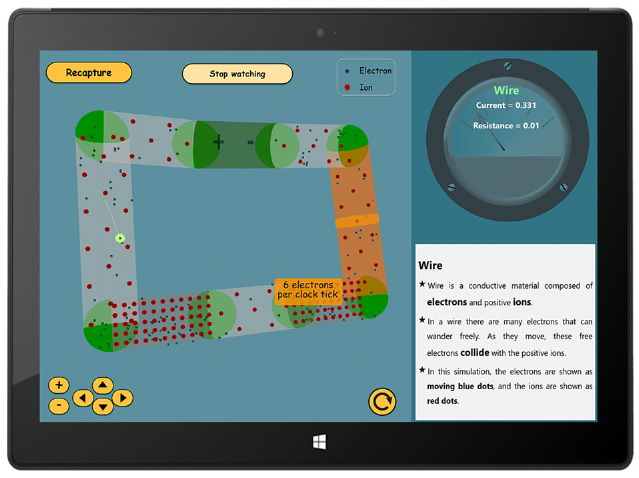 Recapture
Stop watching
Electron
Ion
Wire
Current = 0.331
Resistance = 0.01
+ -
6 electrons
per clock tick
Wire
★ Wire is a conductive material composed of
electrons and positive ions.
★ In a wire there are many electrons that can
wander freely. As they move, these free
electrons collide with the positive ions.
★ In this simulation, the electrons are shown as
moving blue dots, and the ions are shown as
red dots.
+
-